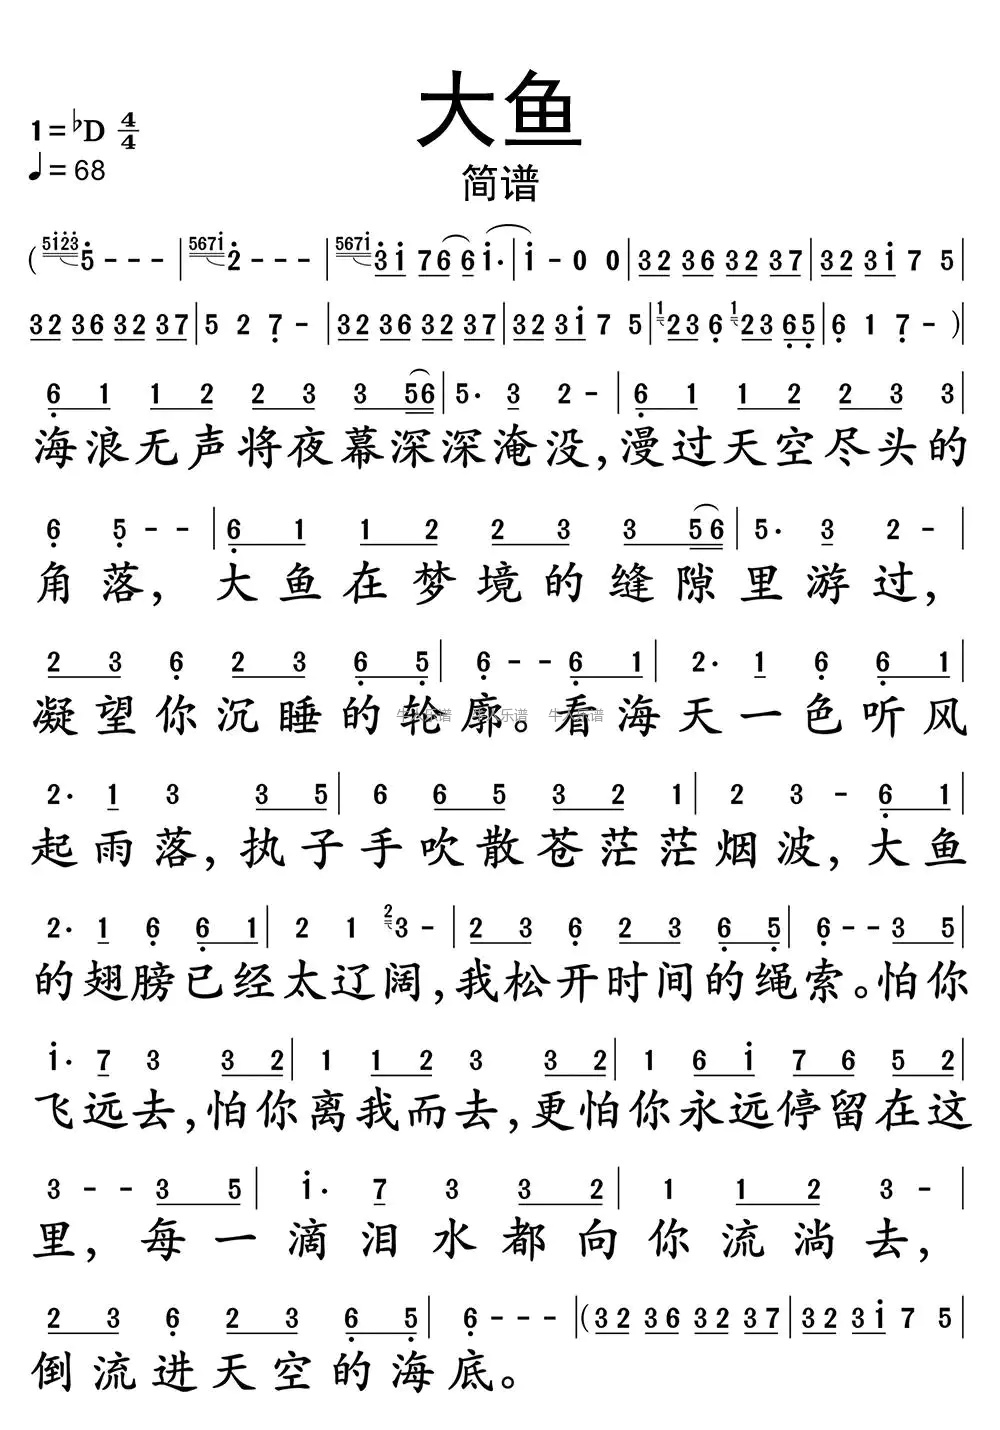 大鱼
1=♭D 4/4
♩=68
简谱
(51235--- | 56712--- | 567131 766 1·| 1-0 0 | 32 36 32 37 | 32 31 7 5 |
32 36 32 37 | 5 2 7 - | 32 36 32 37 | 32 31 7 5 | 123 6 123 65 | 6 1 7 - )|
6 1 1 2 2 3 3 56 | 5· 3 2 - | 6 1 1 2 2 3 3
海浪无声将夜幕深深淹没,漫过天空尽头的
6 5 - - | 6 1 1 2 2 3 3 56 | 5· 3 2 - |
角落,大鱼在梦境的缝隙里游过,
2 3 6 2 3 6 5 | 6 - - 6 1 | 2· 1 6 6 1 |
凝望你沉睡的轮廓。看海天一色听风
2· 1 3 3 5 | 6 6 5 3 2 1 | 2 3 - 6 1 |
起雨落,执子手吹散苍茫茫烟波,大鱼
2· 1 6 6 1 | 2 1 23 - | 2 3 6 2 3 6 5 | 6 - - 3 5 |
的翅膀已经太辽阔,我松开时间的绳索。怕你
1· 7 3 3 2 | 1 1 2 3 3 2 | 1 6 1 7 6 5 2 |
飞远去,怕你离我而去,更怕你永远停留在这
3 - - 3 5 | 1· 7 3 3 2 | 1 1 2 3 - |
里,每一滴泪水都向你流淌去,
2 3 6 2 3 6 5 | 6 - - - |(32 36 32 37 | 32 31 7 5 |
倒流进天空的海底。